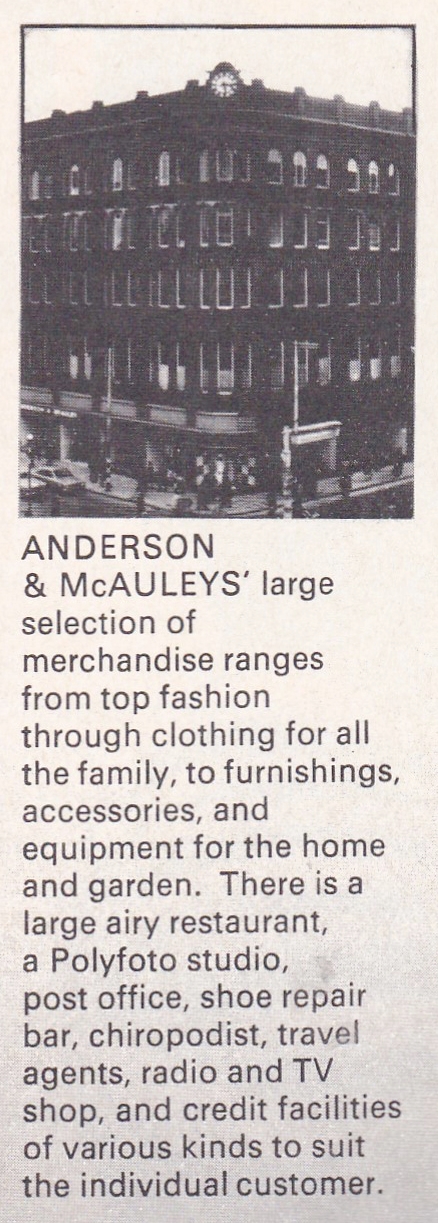 ANDERSON
& McAULEYS' large
selection of
merchandise ranges
from top fashion
through clothing for all
the family, to furnishings,
accessories, and
equipment for the home
and garden. There is a
large airy restaurant,
a Polyfoto studio,
post office, shoe repair
bar, chiropodist, travel
agents, radio and TV
shop, and credit facilities
of various kinds to suit
the individual customer.